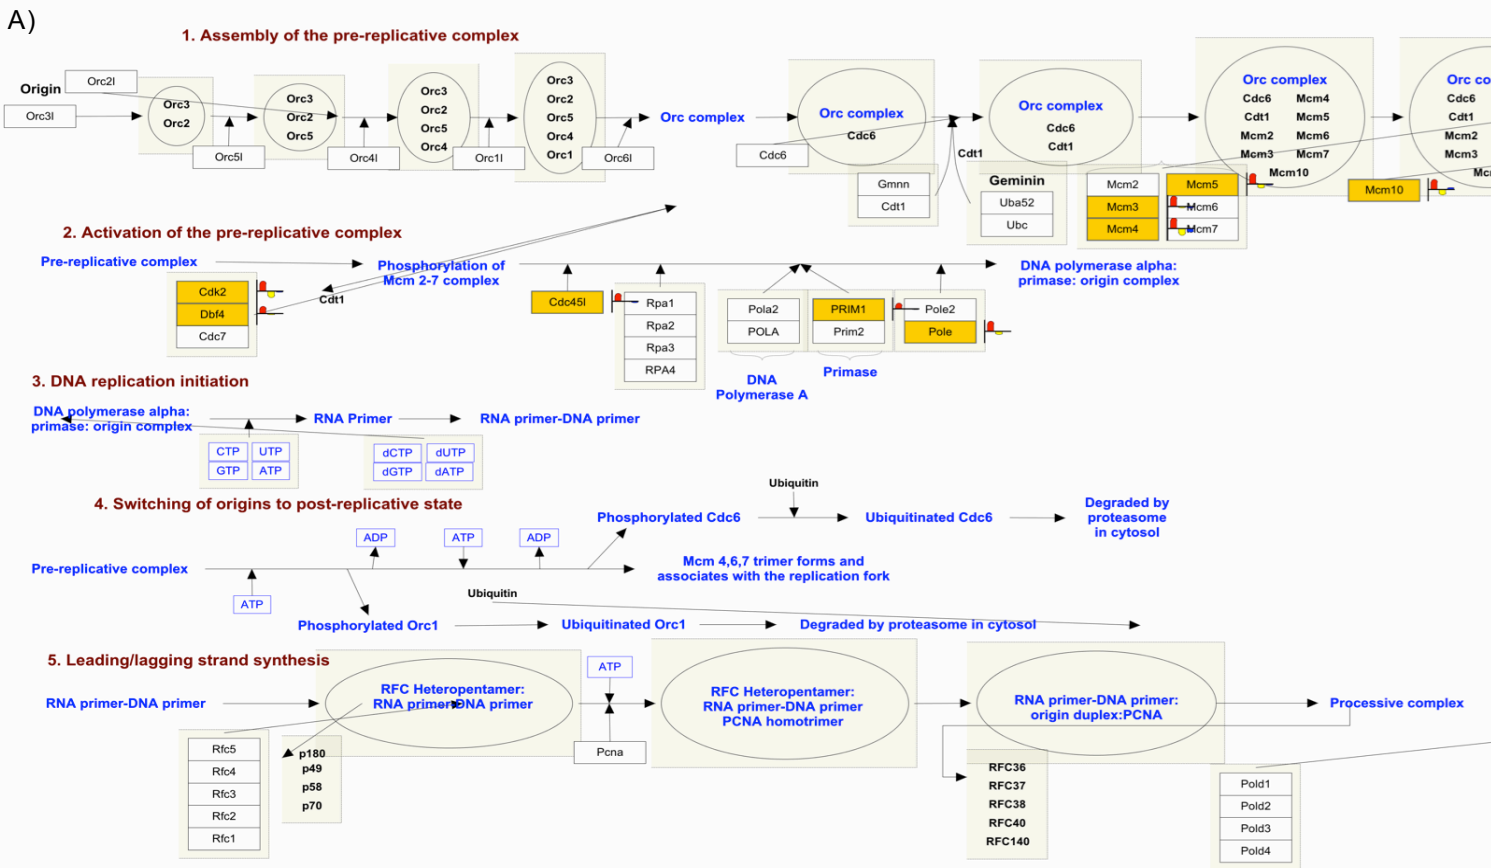 A)
1. Assembly of the pre-replicative complex
Origin
Orc2l
Orc3l
Orc3
Orc2
Orc5l
Orc3
Orc2
Orc5
Orc4l
Orc3
Orc2
Orc5
Orc4
Orc1l
Orc3
Orc2
Orc5
Orc4
Orc1
Orc6l
Orc complex
Orc complex
Cdc6
Cdc6
Gmnn
Cdt1
Cdt1
Orc complex
Cdc6
Cdt1
Geminin
Uba52
Ubc
Orc complex
Cdc6 Mcm4
Cdt1 Mcm5
Mcm2 Mcm6
Mcm3 Mcm7
Mcm10
Mcm2 Mcm5
Mcm3 Mcm6
Mcm4 Mcm7
Mcm10
Orc co
Cdc6
Cdt1
Mcm2
Mcm3
Mc
2. Activation of the pre-replicative complex
Pre-replicative complex
Phosphorylation of
Mcm 2-7 complex
DNA polymerase alpha:
primase: origin complex
Cdk2
Dbf4
Cdc7
Cdt1
Cdc45l
Rpa1
Rpa2
Rpa3
RPA4
Pola2
POLA
DNA
Polymerase A
PRIM1
Prim2
Primase
Pole2
Pole
3. DNA replication initiation
DNA polymerase alpha:
primase: origin complex
RNA Primer
RNA primer-DNA primer
CTP UTP
GTP ATP
dCTP dUTP
dGTP dATP
4. Switching of origins to post-replicative state
Ubiquitin
Phosphorylated Cdc6
Ubiquitinated Cdc6
Degraded by
proteasome
in cytosol
ADP
ATP
ADP
Pre-replicative complex
Mcm 4,6,7 trimer forms and
associates with the replication fork
ATP
Ubiquitin
Phosphorylated Orc1
Ubiquitinated Orc1
Degraded by proteasome in cytosol
5. Leading/lagging strand synthesis
RNA primer-DNA primer
RFC Heteropentamer:
RNA primer-DNA primer
ATP
Pcna
RFC Heteropentamer:
RNA primer-DNA primer
PCNA homotrimer
RNA primer-DNA primer:
origin duplex:PCNA
Processive complex
Rfc5
Rfc4
Rfc3
Rfc2
Rfc1
p180
p49
p58
p70
RFC36
RFC37
RFC38
RFC40
RFC140
Pold1
Pold2
Pold3
Pold4